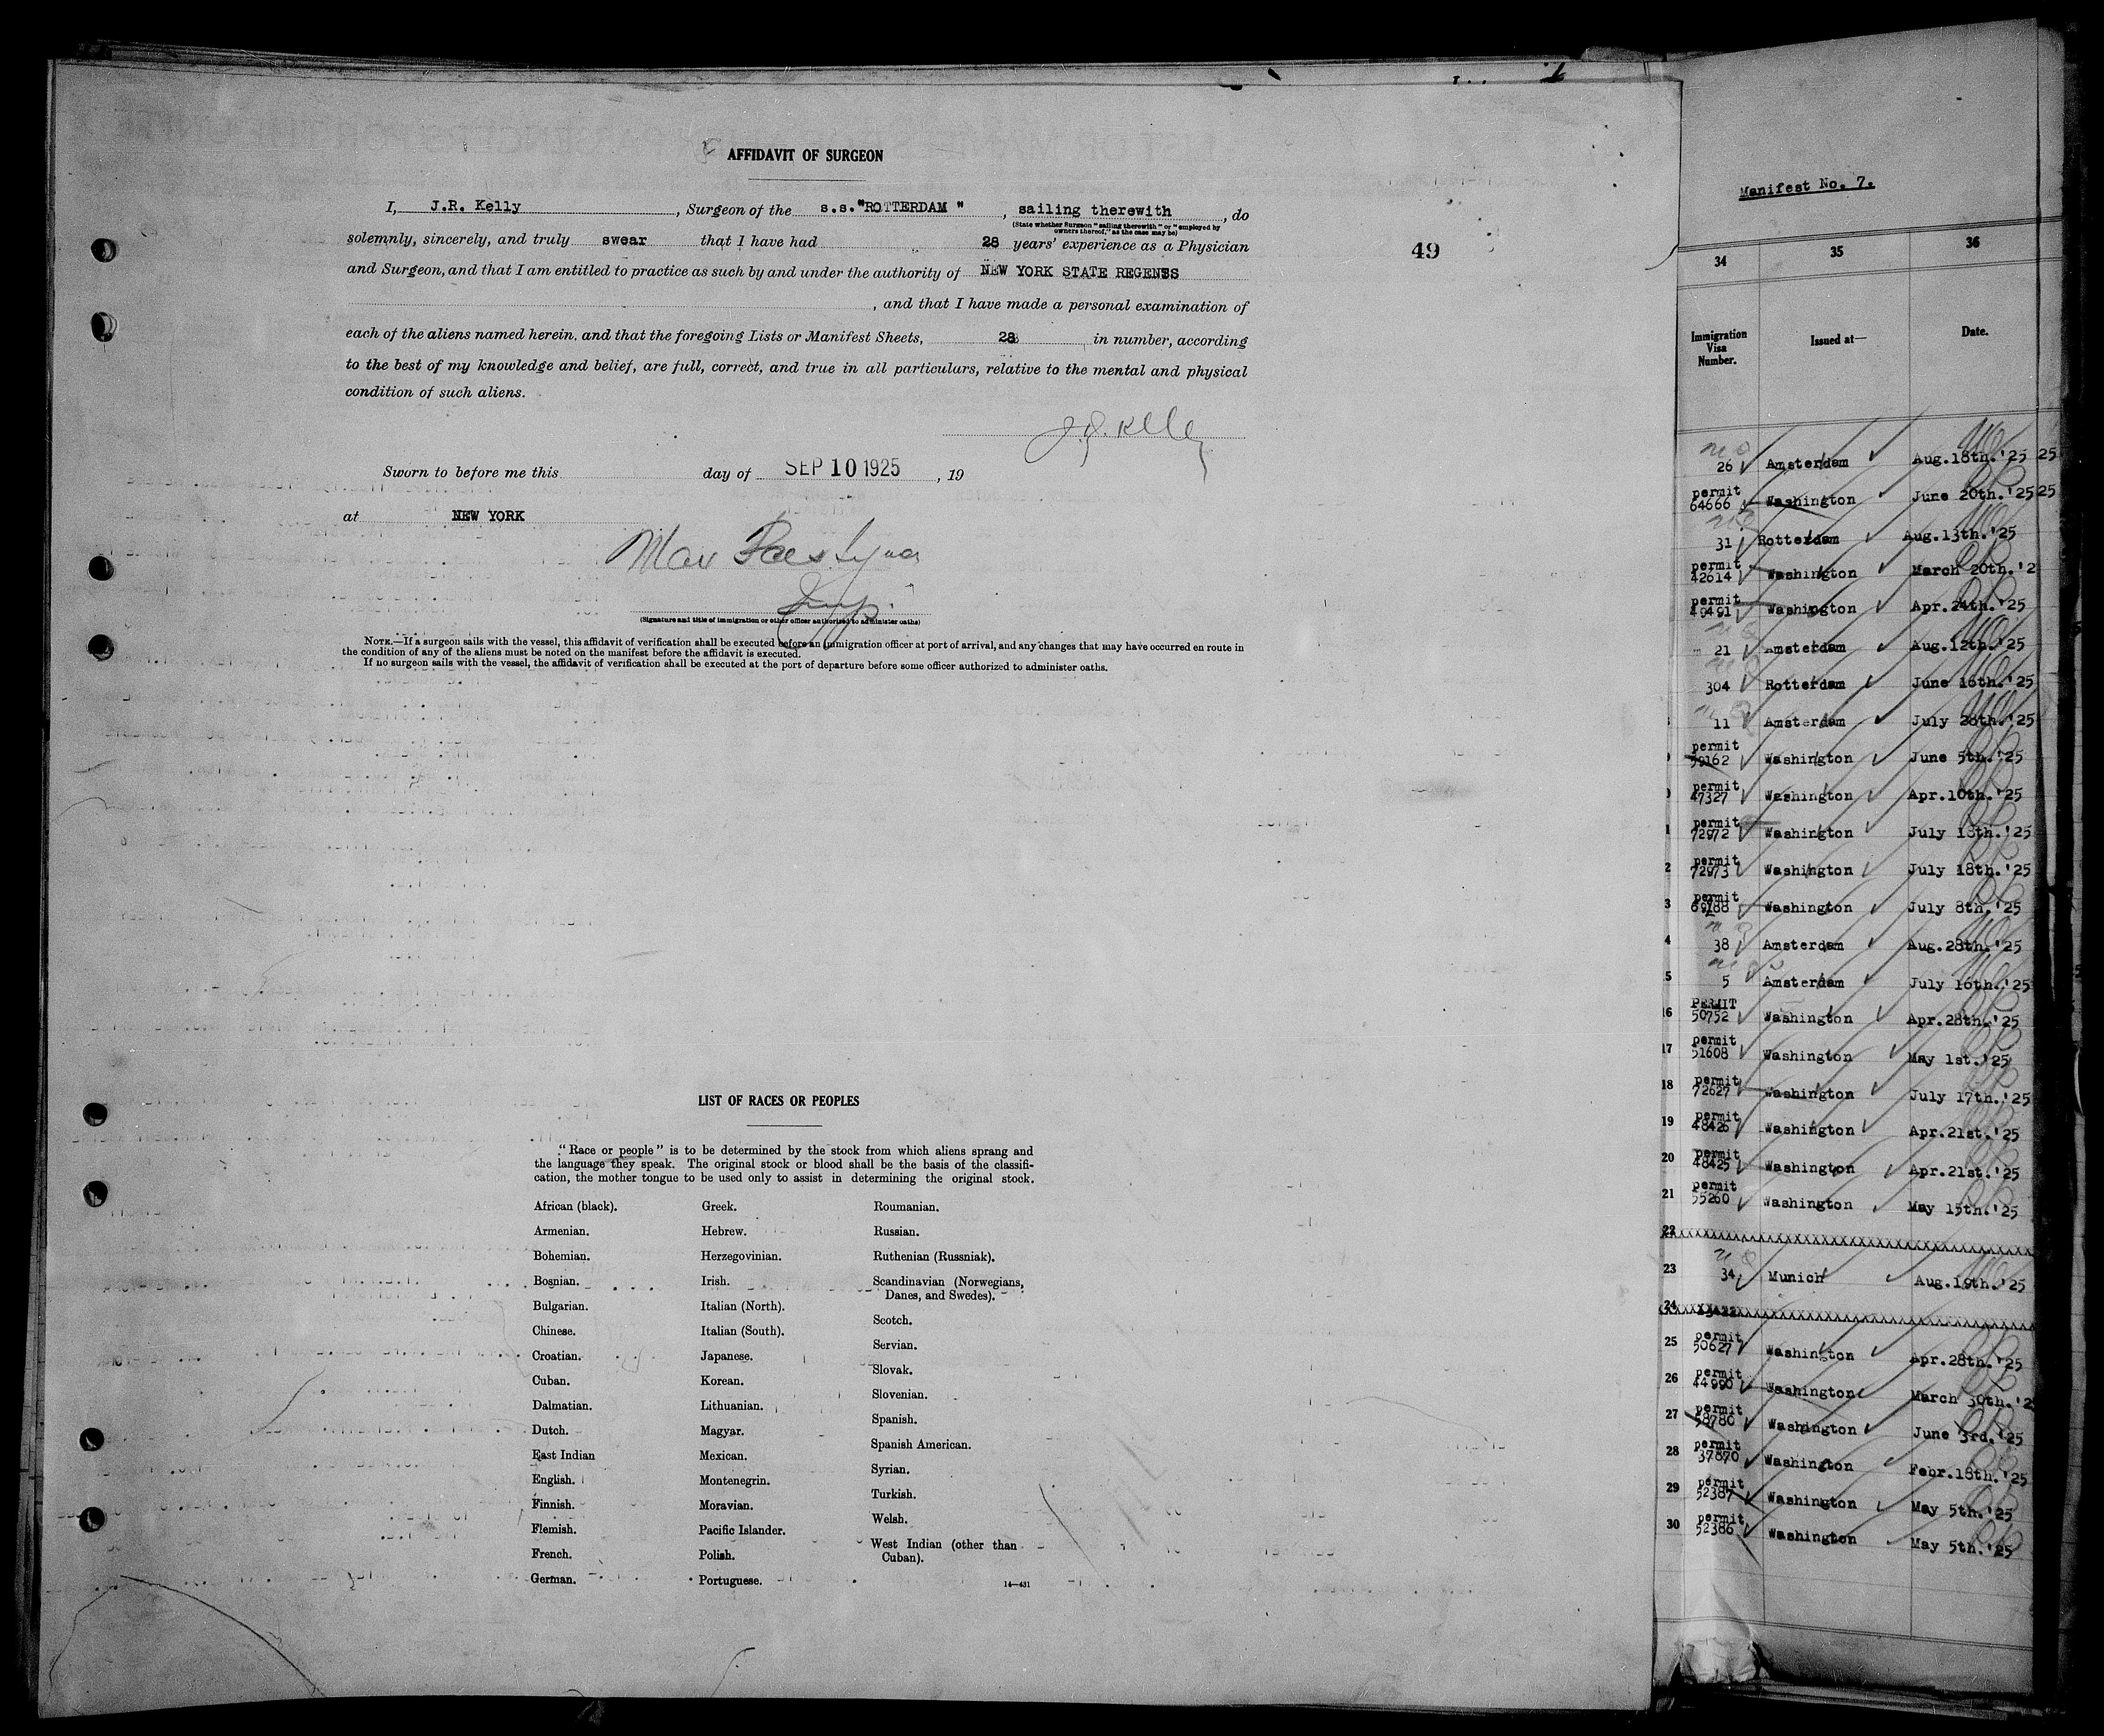 AFFIDAVIT OF SURGEON
I, J.R. Kelly, Surgeon of the s.s."ROTTERDAM ", sailing therewith, do
(State whether Surgeon "sailing therewith" or "employed by
owners thereof," as the case may be)
solemnly, sincerely, and truly swear that I have had 28 years' experience as a Physician
and Surgeon, and that I am entitled to practice as such by and under the authority of NEW YORK STATE REGENTS
, and that I have made a personal examination of
each of the aliens named herein, and that the foregoing Lists or Manifest Sheets, 28 in number, according
to the best of my knowledge and belief, are full, correct, and true in all particulars, relative to the mental and physical
condition of such aliens.
Kelly
Sworn to before me this day of SEP 10 1925, 19
at NEW YORK
Max
Insp.
(Signature and title of immigration or other officer authorized to administer oaths)
NOTE.—If a surgeon sails with the vessel, this affidavit of verification shall be executed before an immigration officer at port of arrival, and any changes that may have occurred en route in
the condition of any of the aliens must be noted on the manifest before the affidavit is executed.
If no surgeon sails with the vessel, the affidavit of verification shall be executed at the port of departure before some officer authorized to administer oaths.
49
LIST OF RACES OR PEOPLES
"Race or people" is to be determined by the stock from which aliens sprang and
the language they speak. The original stock or blood shall be the basis of the classifi-
cation, the mother tongue to be used only to assist in determining the original stock.
African (black).
Armenian.
Bohemian.
Bosnian.
Bulgarian.
Chinese.
Croatian.
Cuban.
Dalmatian.
Dutch.
East Indian
English.
Finnish.
Flemish.
French.
German.
Greek.
Hebrew.
Herzegovinian.
Irish.
Italian (North).
Italian (South).
Japanese.
Korean.
Lithuanian.
Magyar.
Mexican.
Montenegrin.
Moravian.
Pacific Islander.
Polish.
Portuguese.
Roumanian.
Russian.
Ruthenian (Russniak).
Scandinavian (Norwegians,
Danes, and Swedes).
Scotch.
Servian.
Slovak.
Slovenian.
Spanish.
Spanish American.
Syrian.
Turkish.
Welsh.
West Indian (other than
Cuban).
14—431
Manifest No. 7.
34 35 36
Immigration
Visa
Number.
Issued at—
Date.
26 Amsterdam Aug.18th.'25 25
permit
64666 Washington June 20th.'25 25
31 Rotterdam Aug.13th.'25
permit
42614 Washington March 20th.'2
permit
49491 Washington Apr.24th.'25
21 Amsterdam Aug.12th.'25
304 Rotterdam June 16th.'25
11 Amsterdam July 28th.'25
permit
59162 Washington June 5th.'25
permit
47327 Washington Apr.10th.'25
1 permit
72972 Washington July 18th.'25
2 permit
72973 Washington July 18th.'25
3 permit
69188 Washington July 8th.'25
4 38 Amsterdam Aug.28th.'25
5 5 Amsterdam July 16th.'25
16 PERMIT
50752 Washington Apr.28th.'25
17 permit
51608 Washington May 1st.'25
18 permit
72627 Washington July 17th.'25
19 permit
48426 Washington Apr.21st.'25
20 permit
48425 Washington Apr.21st.'25
21 permit
55260 Washington May 15th.'25
22
23 34 Munich Aug.19th.'25
24
25 permit
50627 Washington Apr.28th.'25
26 permit
44990 Washington March 30th.'2
27 permit
58780 Washington June 3rd.'25
28 permit
37870 Washington Febr.18th.'25
29 permit
52387 Washington May 5th.'25
30 permit
52386 Washington May 5th.'25